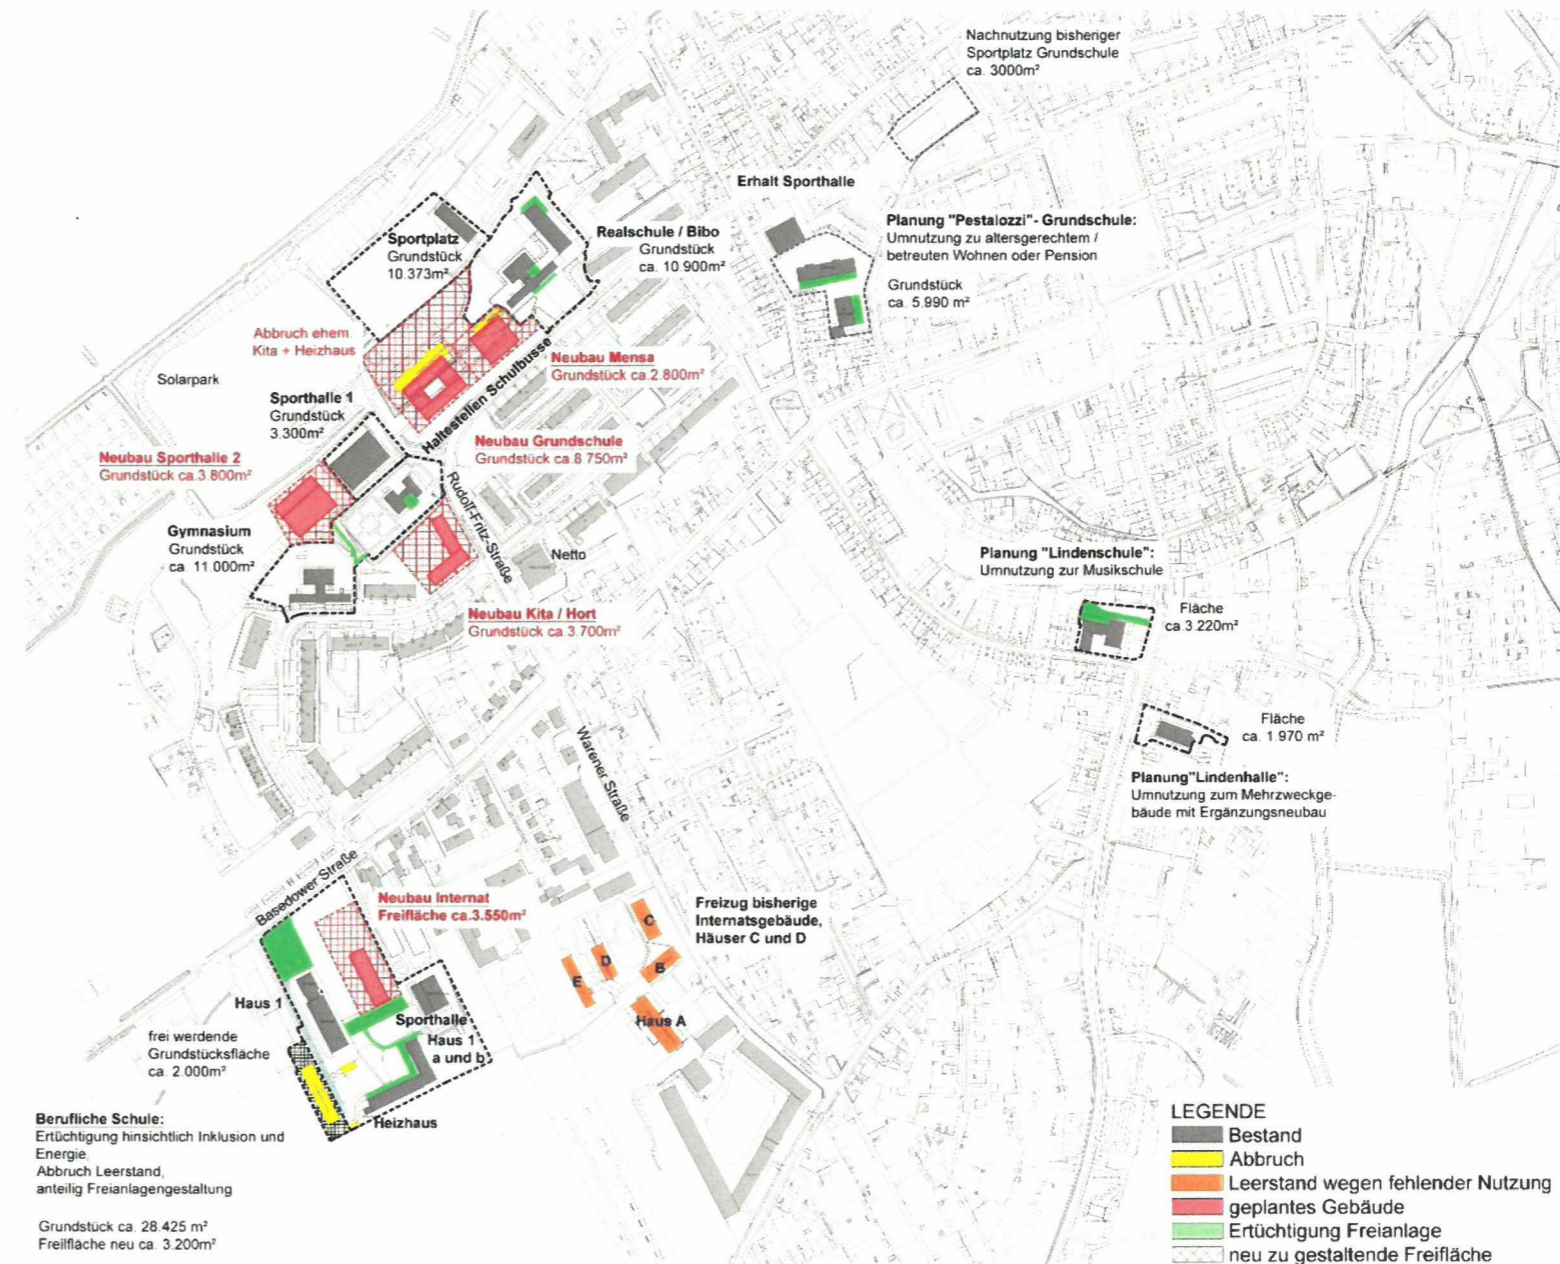 Nachnutzung bisheriger
Sportplatz Grundschule
ca. 3000m²
Erhalt Sporthalle
Planung "Pestalozzi"- Grundschule:
Umnutzung zu altersgerechtem /
betreuten Wohnen oder Pension
Grundstück
ca. 5.990 m²
Sportplatz
Grundstück
10.373m²
Realschule / Bibo
Grundstück
ca. 10.900m²
Abbruch ehem.
Kita + Heizhaus
Solarpark
Neubau Mensa
Grundstück ca.2.800m²
Haltestellen Schulbusse
Sporthalle 1
Grundstück
3.300m²
Neubau Grundschule
Grundstück ca.8 750m²
Neubau Sporthalle 2
Grundstück ca.3.800m²
Rudolf-Fritz-Straße
Gymnasium
Grundstück
ca. 11.000m²
Netto
Neubau Kita / Hort
Grundstück ca 3.700m²
Planung "Lindenschule":
Umnutzung zur Musikschule
Fläche
ca.3.220m²
Fläche
ca. 1.970 m²
Planung"Lindenhalle":
Umnutzung zum Mehrzweckge-
bäude mit Ergänzungsneubau
Warener Straße
Basedower Straße
Neubau Internat
Freifläche ca.3.550m²
Freizug bisherige
Internatsgebäude,
Häuser C und D
C
D
B
E
Haus A
Haus 1
Sporthalle
Haus 1
a und b
frei werdende
Grundstücksfläche
ca. 2.000m²
Heizhaus
Berufliche Schule:
Ertüchtigung hinsichtlich Inklusion und
Energie,
Abbruch Leerstand,
anteilig Freianlagengestaltung
Grundstück ca. 28.425 m²
Freilfläche neu ca. 3.200m²
LEGENDE
Bestand
Abbruch
Leerstand wegen fehlender Nutzung
geplantes Gebäude
Ertüchtigung Freianlage
neu zu gestaltende Freifläche